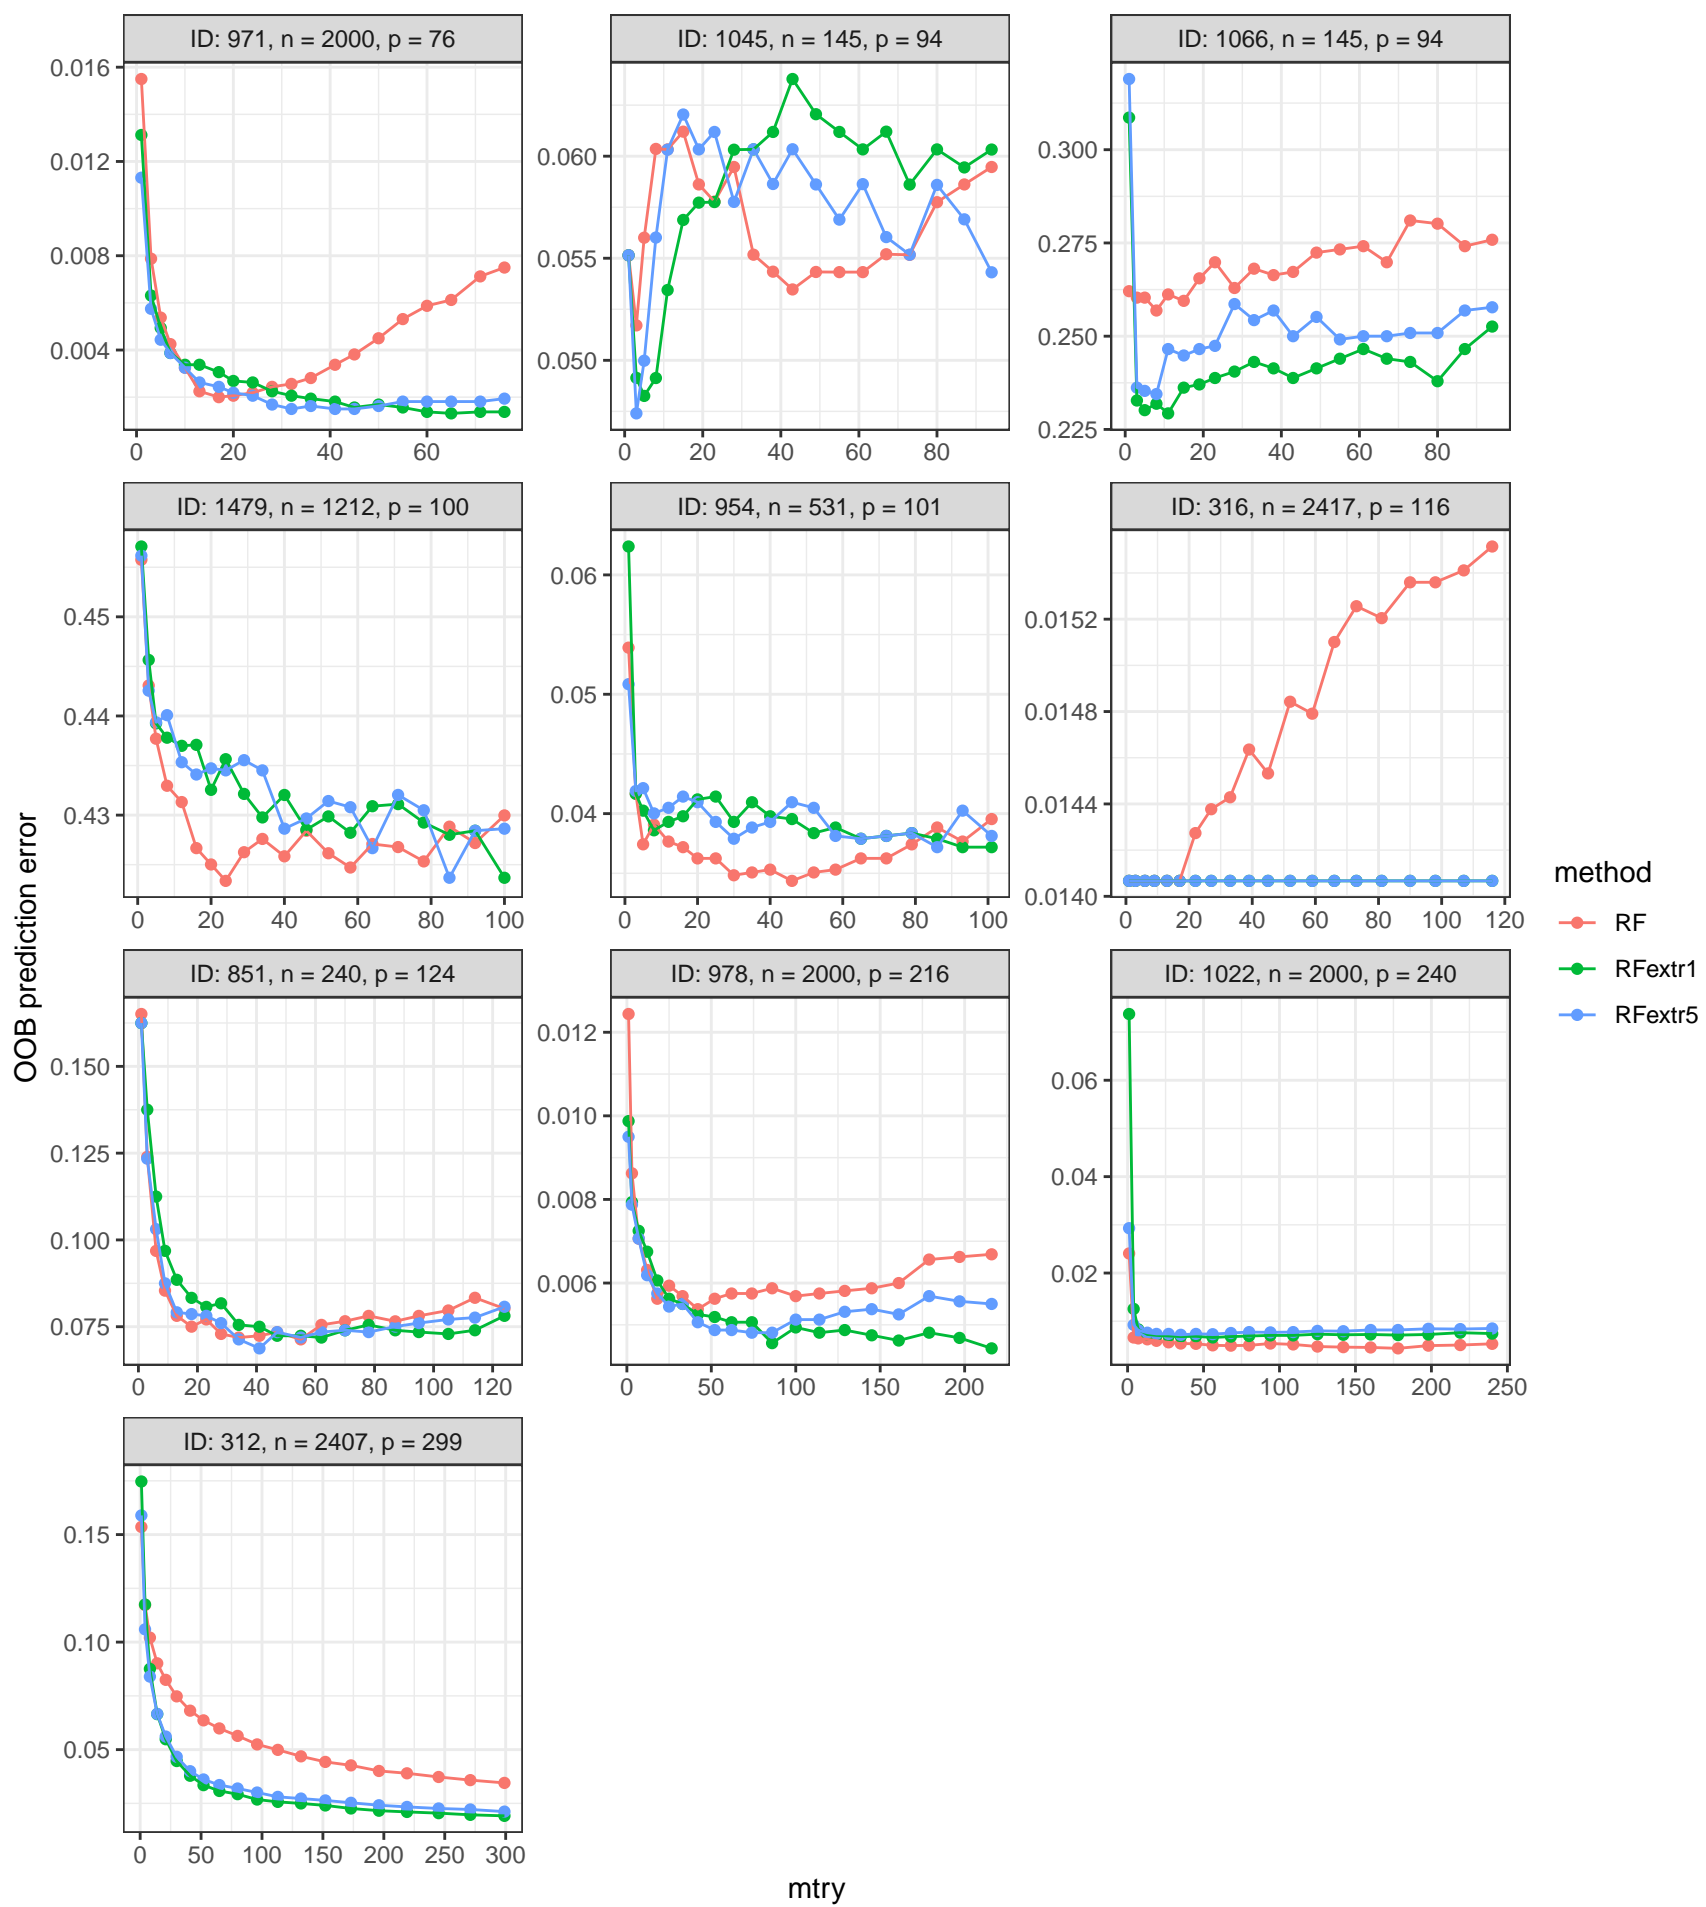 ID: 971, n = 2000, p = 76
ID: 1045, n = 145, p = 94
ID: 1066, n = 145, p = 94
0.016
0.012
0.008
0.004
0 20 40 60
0.060
0.055
0.050
0 20 40 60 80
0.300
0.275
0.250
0.225
0 20 40 60 80
ID: 1479, n = 1212, p = 100
ID: 954, n = 531, p = 101
ID: 316, n = 2417, p = 116
0.45
0.44
0.43
0 20 40 60 80 100
0.06
0.05
0.04
0 20 40 60 80 100
0.0152
0.0148
0.0144
0.0140
0 20 40 60 80 100 120
ID: 851, n = 240, p = 124
ID: 978, n = 2000, p = 216
ID: 1022, n = 2000, p = 240
0.150
0.125
0.100
0.075
0 20 40 60 80 100 120
0.012
0.010
0.008
0.006
0 50 100 150 200
0.06
0.04
0.02
0 50 100 150 200 250
ID: 312, n = 2407, p = 299
0.15
0.10
0.05
0 50 100 150 200 250 300
OOB prediction error
mtry
method
RF
RFextr1
RFextr5